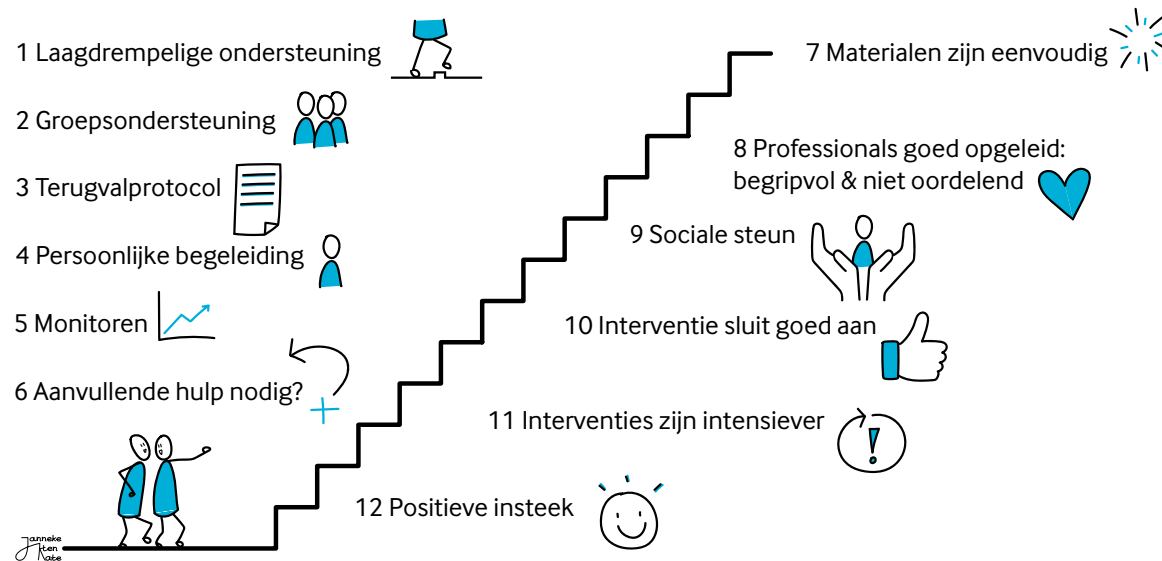 1 Laagdrempelige ondersteuning
2 Groepsondersteuning
3 Terugvalprotocol
4 Persoonlijke begeleiding
5 Monitoren
6 Aanvullende hulp nodig?
7 Materialen zijn eenvoudig
8 Professionals goed opgeleid:
begripvol & niet oordelend
9 Sociale steun
10 Interventie sluit goed aan
11 Interventies zijn intensiever
12 Positieve insteek
Janneke
ten
Kate